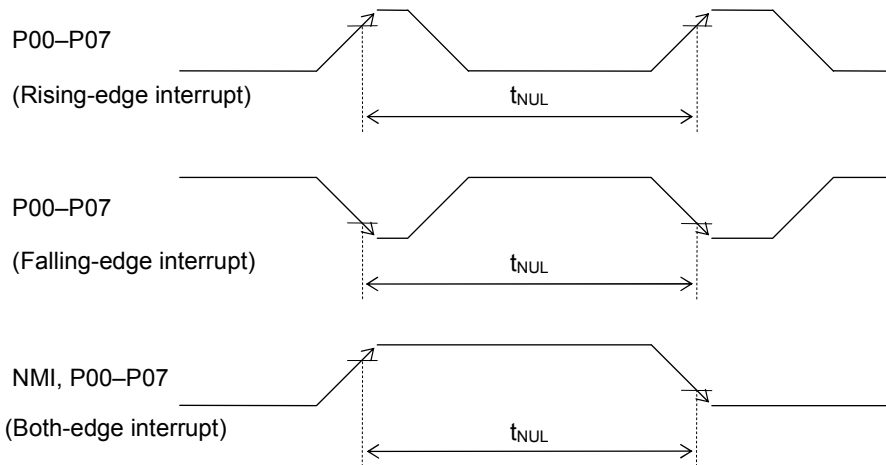 P00–P07
(Rising-edge interrupt)
tNUL
P00–P07
(Falling-edge interrupt)
tNUL
NMI, P00–P07
(Both-edge interrupt)
tNUL